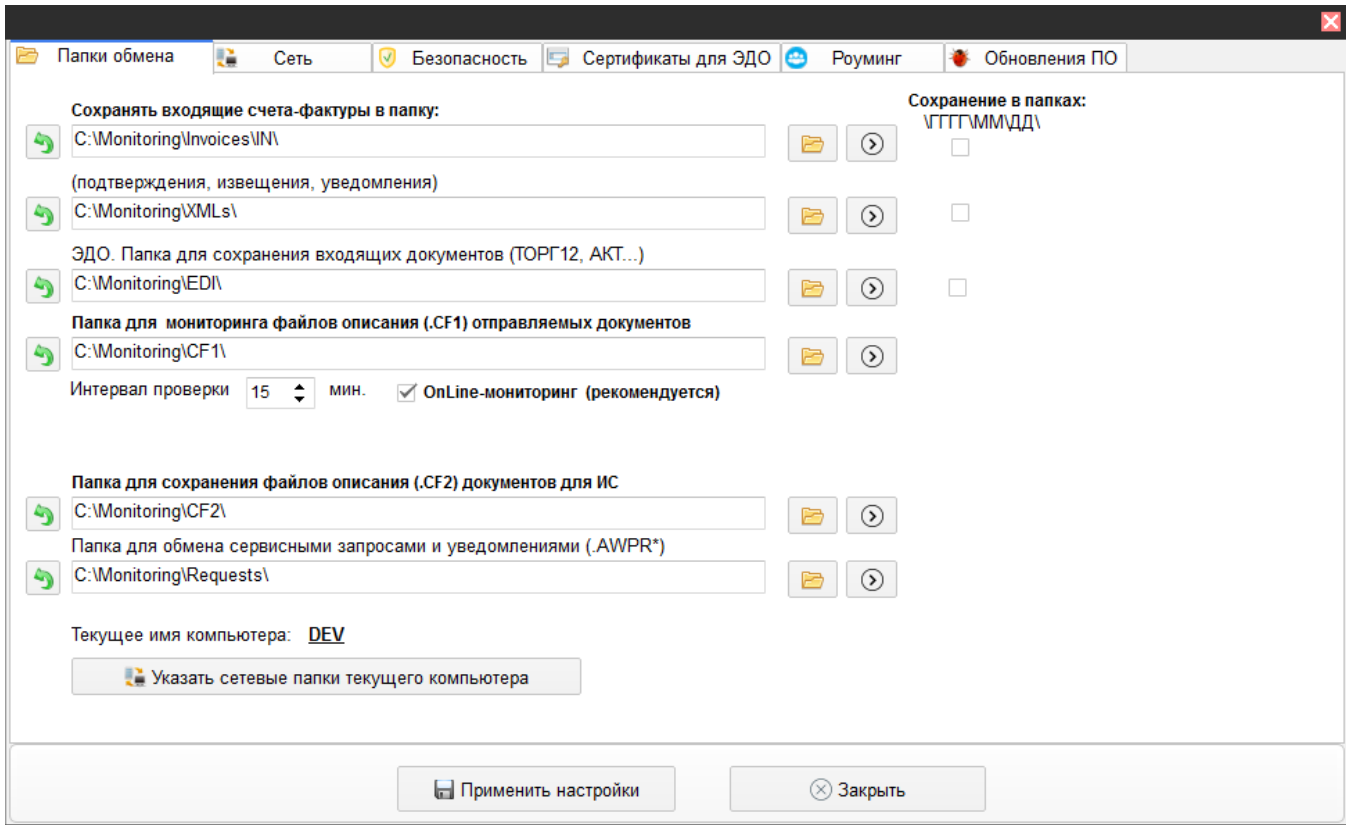 Папки обмена
Сеть
Безопасность
Сертификаты для ЭДО
Роуминг
Обновления ПО
Сохранять входящие счета-фактуры в папку:
Сохранение в папках:
\ГГГГ\ММ\ДД\
C:\Monitoring\Invoices\IN\
(подтверждения, извещения, уведомления)
C:\Monitoring\XMLs\
ЭДО. Папка для сохранения входящих документов (ТОРГ12, АКТ...)
C:\Monitoring\EDI\
Папка для  мониторинга файлов описания (.CF1) отправляемых документов
C:\Monitoring\CF1\
Интервал проверки 15 мин. OnLine-мониторинг (рекомендуется)
Папка для сохранения файлов описания (.CF2) документов для ИС
C:\Monitoring\CF2\
Папка для обмена сервисными запросами и уведомлениями (.AWPR*)
C:\Monitoring\Requests\
Текущее имя компьютера: DEV
Указать сетевые папки текущего компьютера
Применить настройки
Закрыть